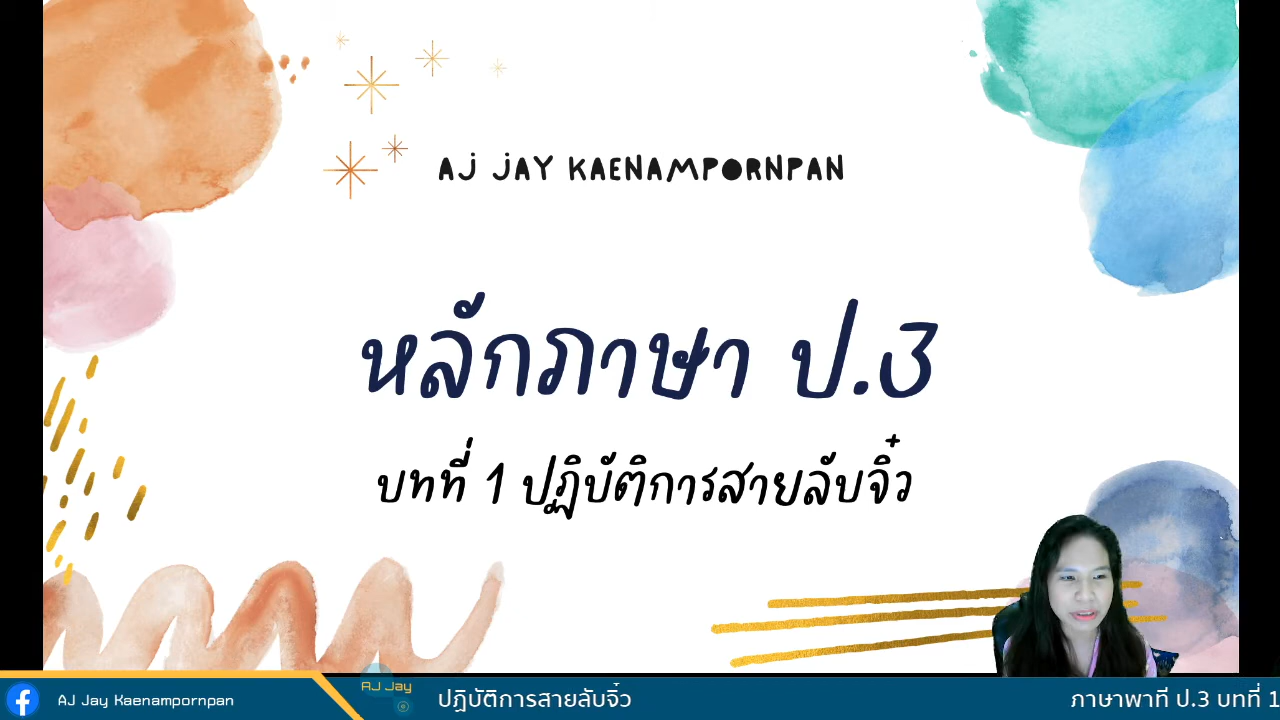 AJ JAY KAENAMPORNPAN
หลักภาษา ป.3
บทที่ 1 ปฏิบัติการสายลับจิ๋ว
AJ Jay Kaenampornpan
AJ Jay
ปฏิบัติการสายลับจิ๋ว
ภาษาพาที ป.3 บทที่ 1